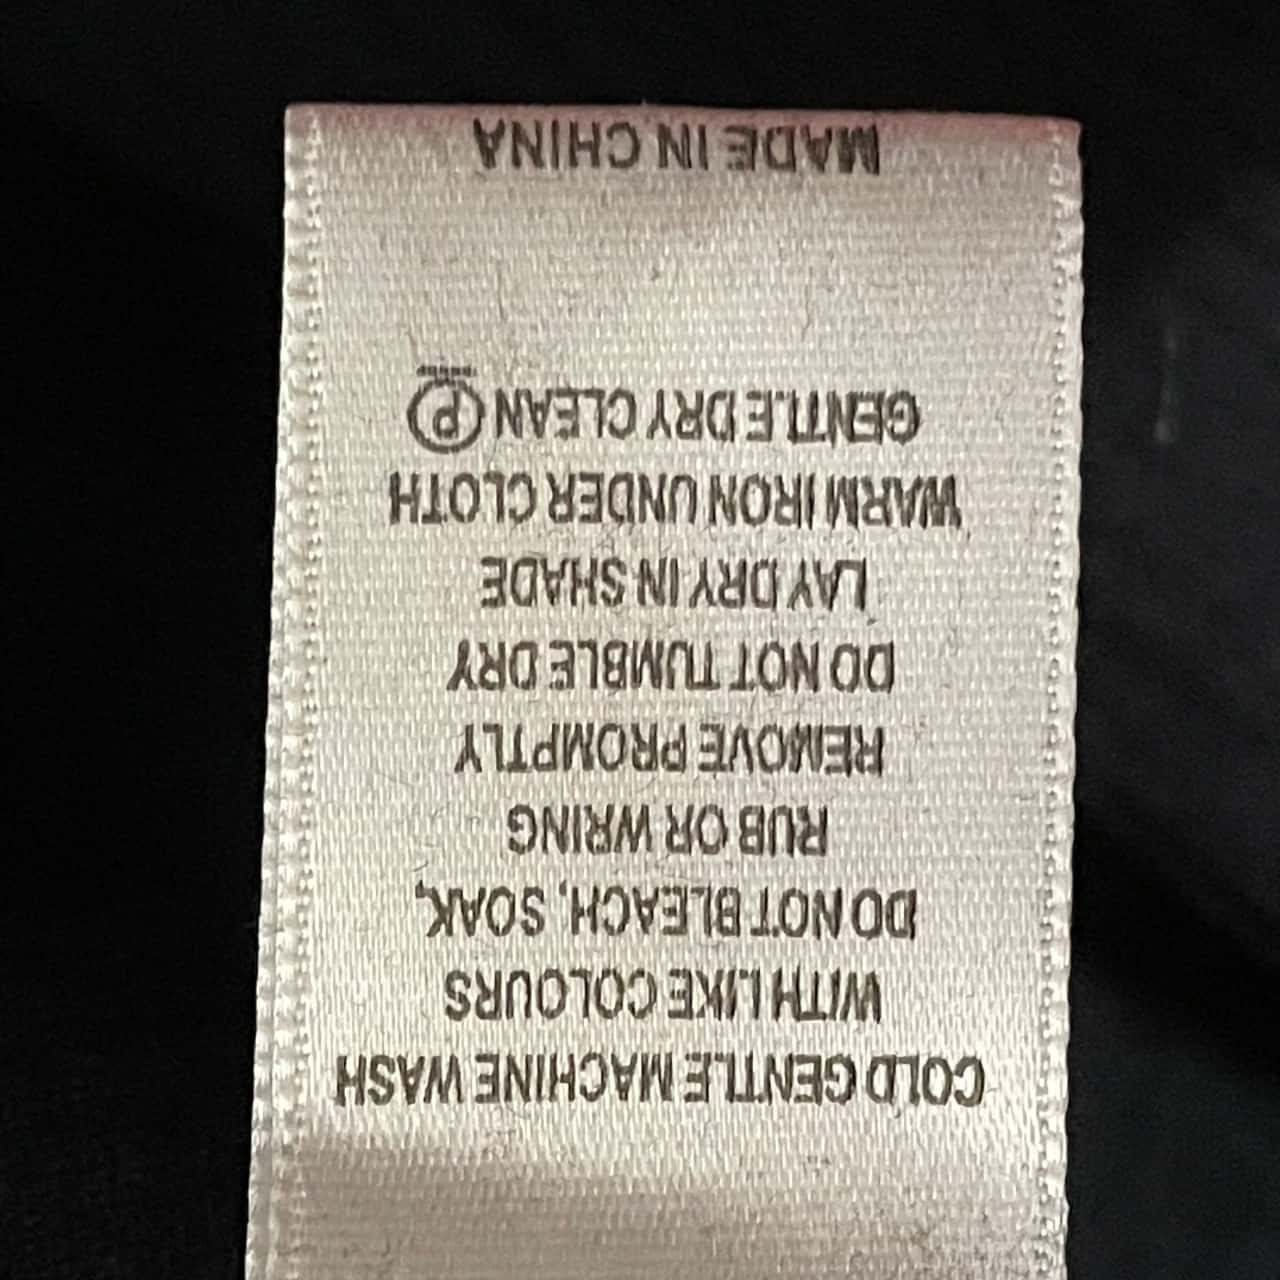 COLD GENTLE MACHINE WASH
WITH LIKE COLOURS
DO NOT BLEACH, SOAK,
RUB OR WRING
REMOVE PROMPTLY
DO NOT TUMBLE DRY
LAY DRY IN SHADE
WARM IRON UNDER CLOTH
GENTLE DRY CLEAN Ⓟ
MADE IN CHINA